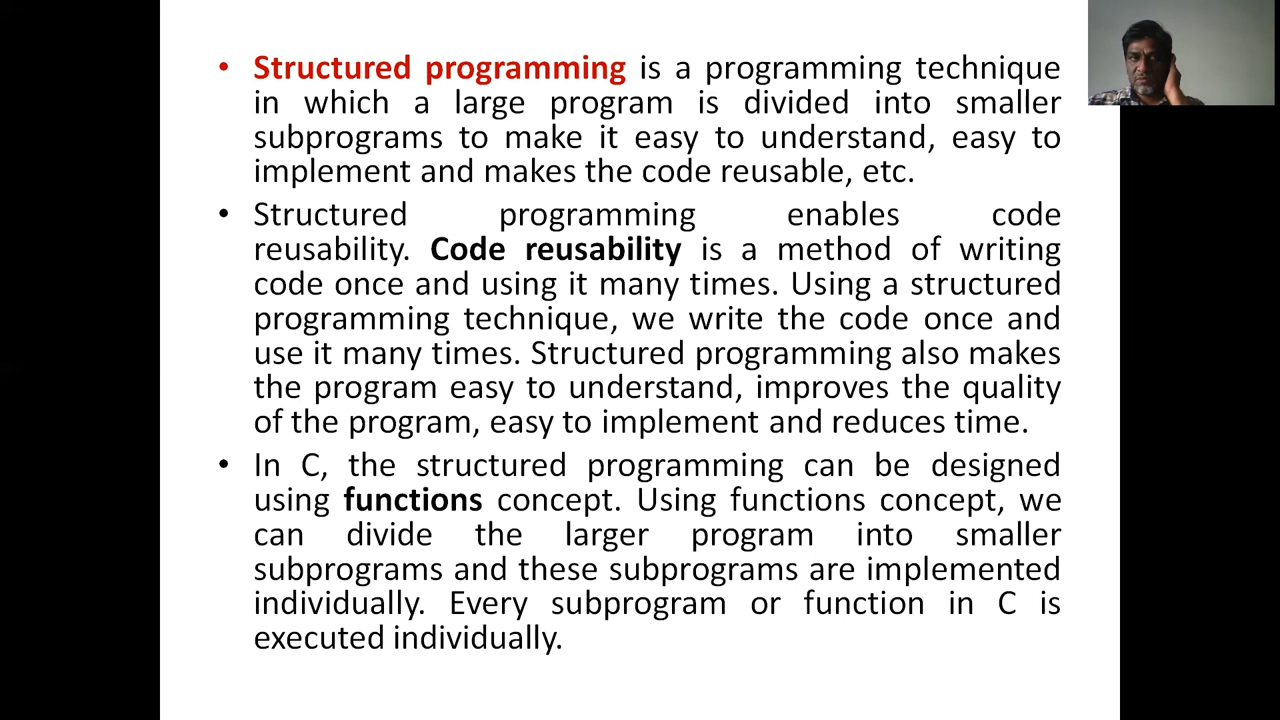 • Structured programming is a programming technique
in which a large program is divided into smaller
subprograms to make it easy to understand, easy to
implement and makes the code reusable, etc.
• Structured programming enables code
reusability. Code reusability is a method of writing
code once and using it many times. Using a structured
programming technique, we write the code once and
use it many times. Structured programming also makes
the program easy to understand, improves the quality
of the program, easy to implement and reduces time.
• In C, the structured programming can be designed
using functions concept. Using functions concept, we
can divide the larger program into smaller
subprograms and these subprograms are implemented
individually. Every subprogram or function in C is
executed individually.